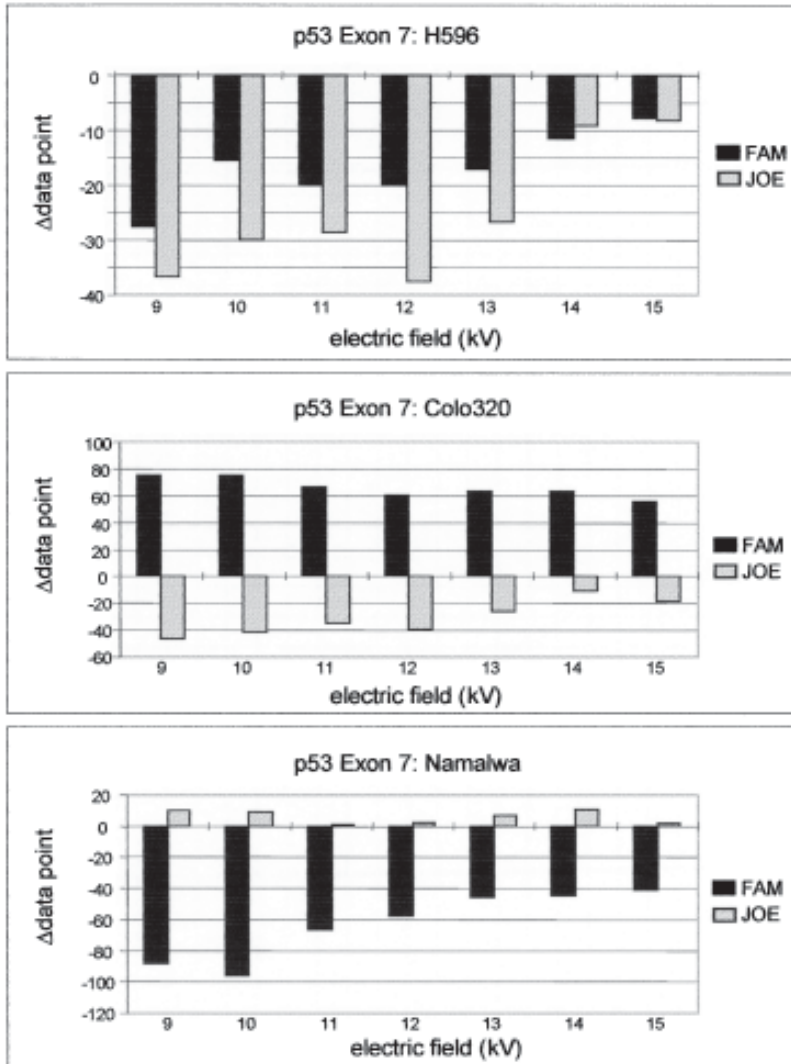 p53 Exon 7: H596
0
-10
-20
-30
-40
Δdata point
9 10 11 12 13 14 15
electric field (kV)
FAM
JOE
p53 Exon 7: Colo320
100
80
60
40
20
0
-20
-40
-60
Δdata point
9 10 11 12 13 14 15
electric field (kV)
FAM
JOE
p53 Exon 7: Namalwa
20
0
-20
-40
-60
-80
-100
-120
Δdata point
9 10 11 12 13 14 15
electric field (kV)
FAM
JOE